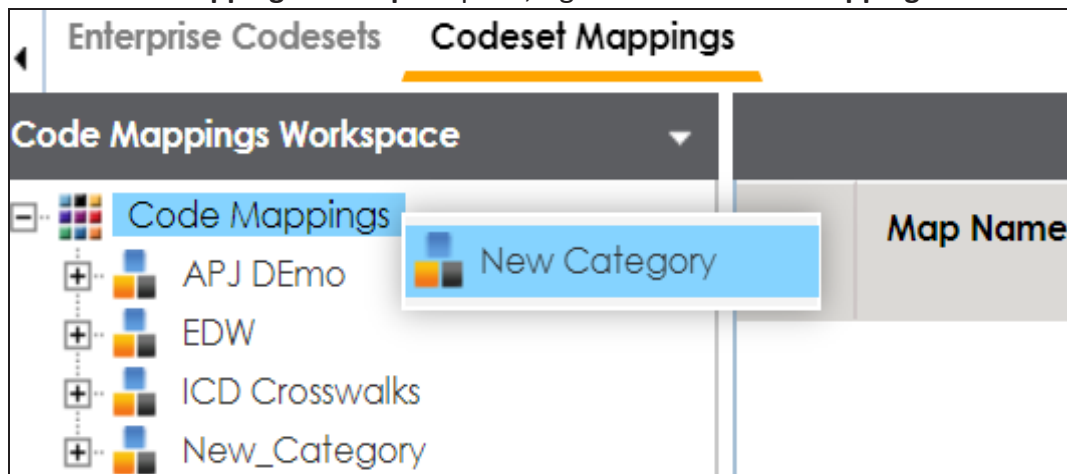 Enterprise Codesets Codeset Mappings
Code Mappings Workspace
Code Mappings
New Category
Map Name
APJ DEmo
EDW
ICD Crosswalks
New_Category